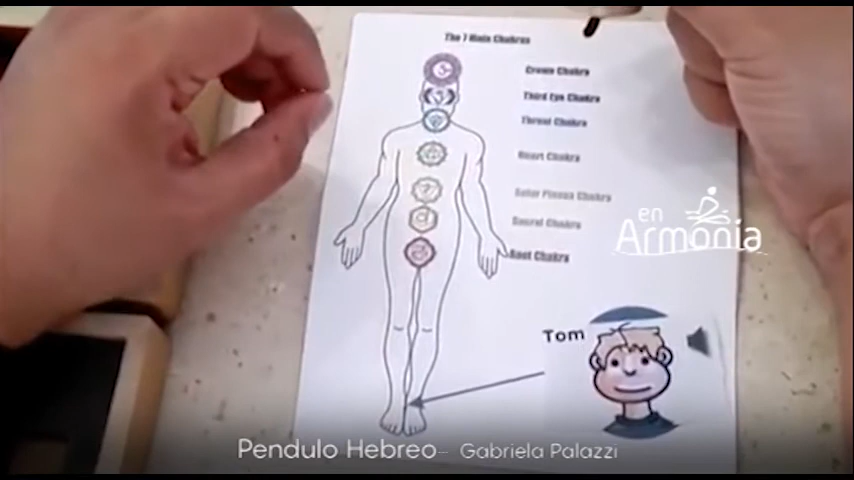 The 7 Main Chakras
Crown Chakra
Third Eye Chakra
Throat Chakra
Heart Chakra
Solar Plexus Chakra
Sacral Chakra
Root Chakra
en
Armonía
Tom
Pendulo Hebreo– Gabriela Palazzi